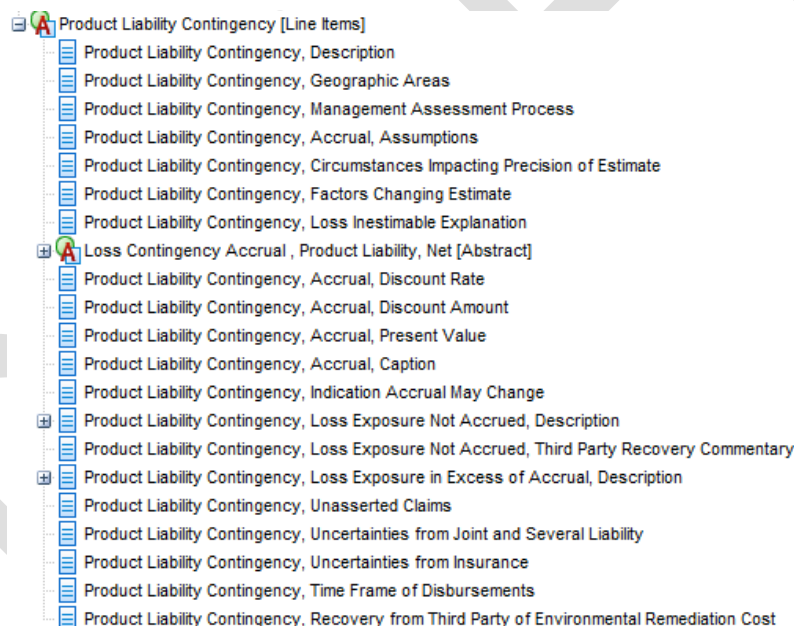 Product Liability Contingency [Line Items]
Product Liability Contingency, Description
Product Liability Contingency, Geographic Areas
Product Liability Contingency, Management Assessment Process
Product Liability Contingency, Accrual, Assumptions
Product Liability Contingency, Circumstances Impacting Precision of Estimate
Product Liability Contingency, Factors Changing Estimate
Product Liability Contingency, Loss Inestimable Explanation
Loss Contingency Accrual , Product Liability, Net [Abstract]
Product Liability Contingency, Accrual, Discount Rate
Product Liability Contingency, Accrual, Discount Amount
Product Liability Contingency, Accrual, Present Value
Product Liability Contingency, Accrual, Caption
Product Liability Contingency, Indication Accrual May Change
Product Liability Contingency, Loss Exposure Not Accrued, Description
Product Liability Contingency, Loss Exposure Not Accrued, Third Party Recovery Commentary
Product Liability Contingency, Loss Exposure in Excess of Accrual, Description
Product Liability Contingency, Unasserted Claims
Product Liability Contingency, Uncertainties from Joint and Several Liability
Product Liability Contingency, Uncertainties from Insurance
Product Liability Contingency, Time Frame of Disbursements
Product Liability Contingency, Recovery from Third Party of Environmental Remediation Cost